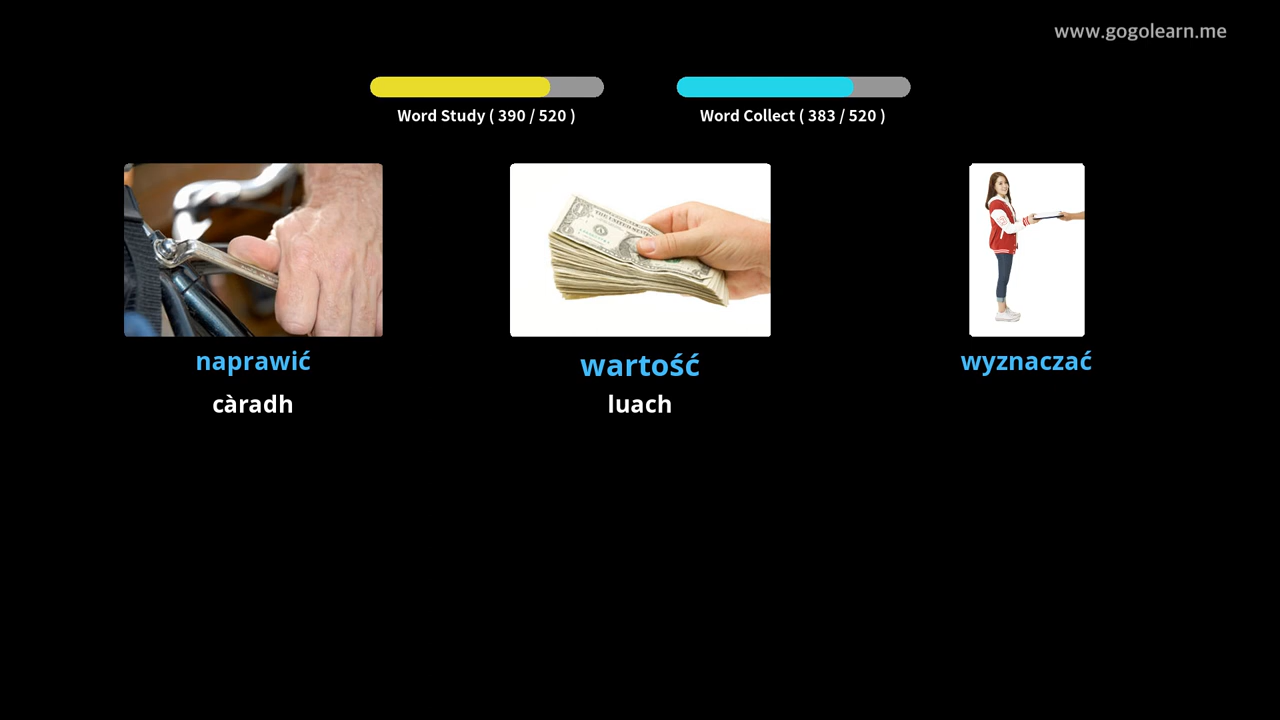 www.gogolearn.me
Word Study ( 390 / 520 )
Word Collect ( 383 / 520 )
naprawić
wartość
wyznaczać
càradh
luach